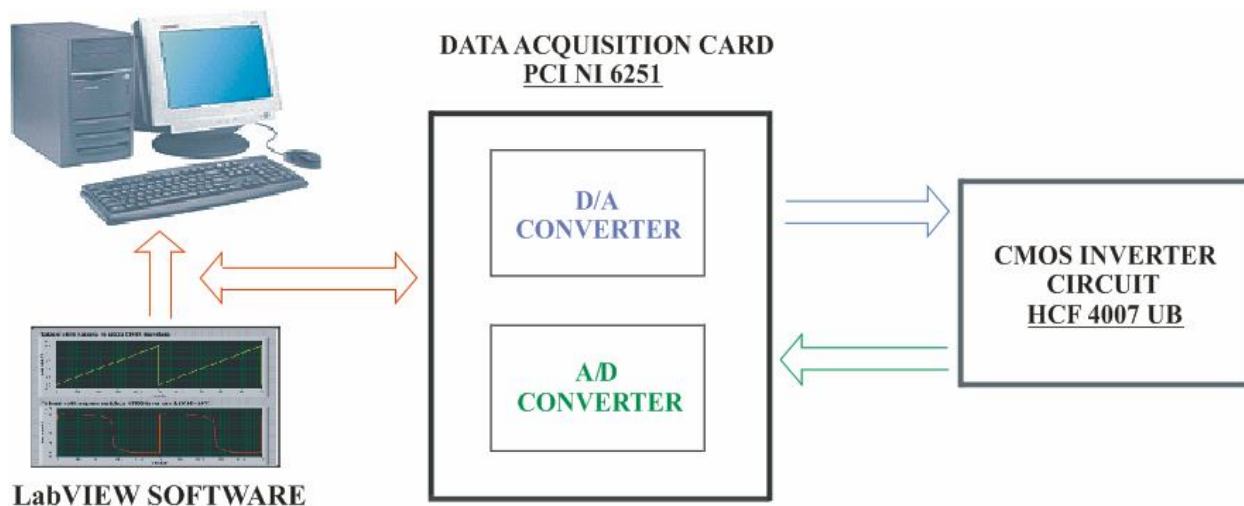 DATA ACQUISITION CARD
PCI NI 6251
D/A
CONVERTER
CMOS INVERTER
CIRCUIT
HCF 4007 UB
A/D
CONVERTER
LabVIEW SOFTWARE